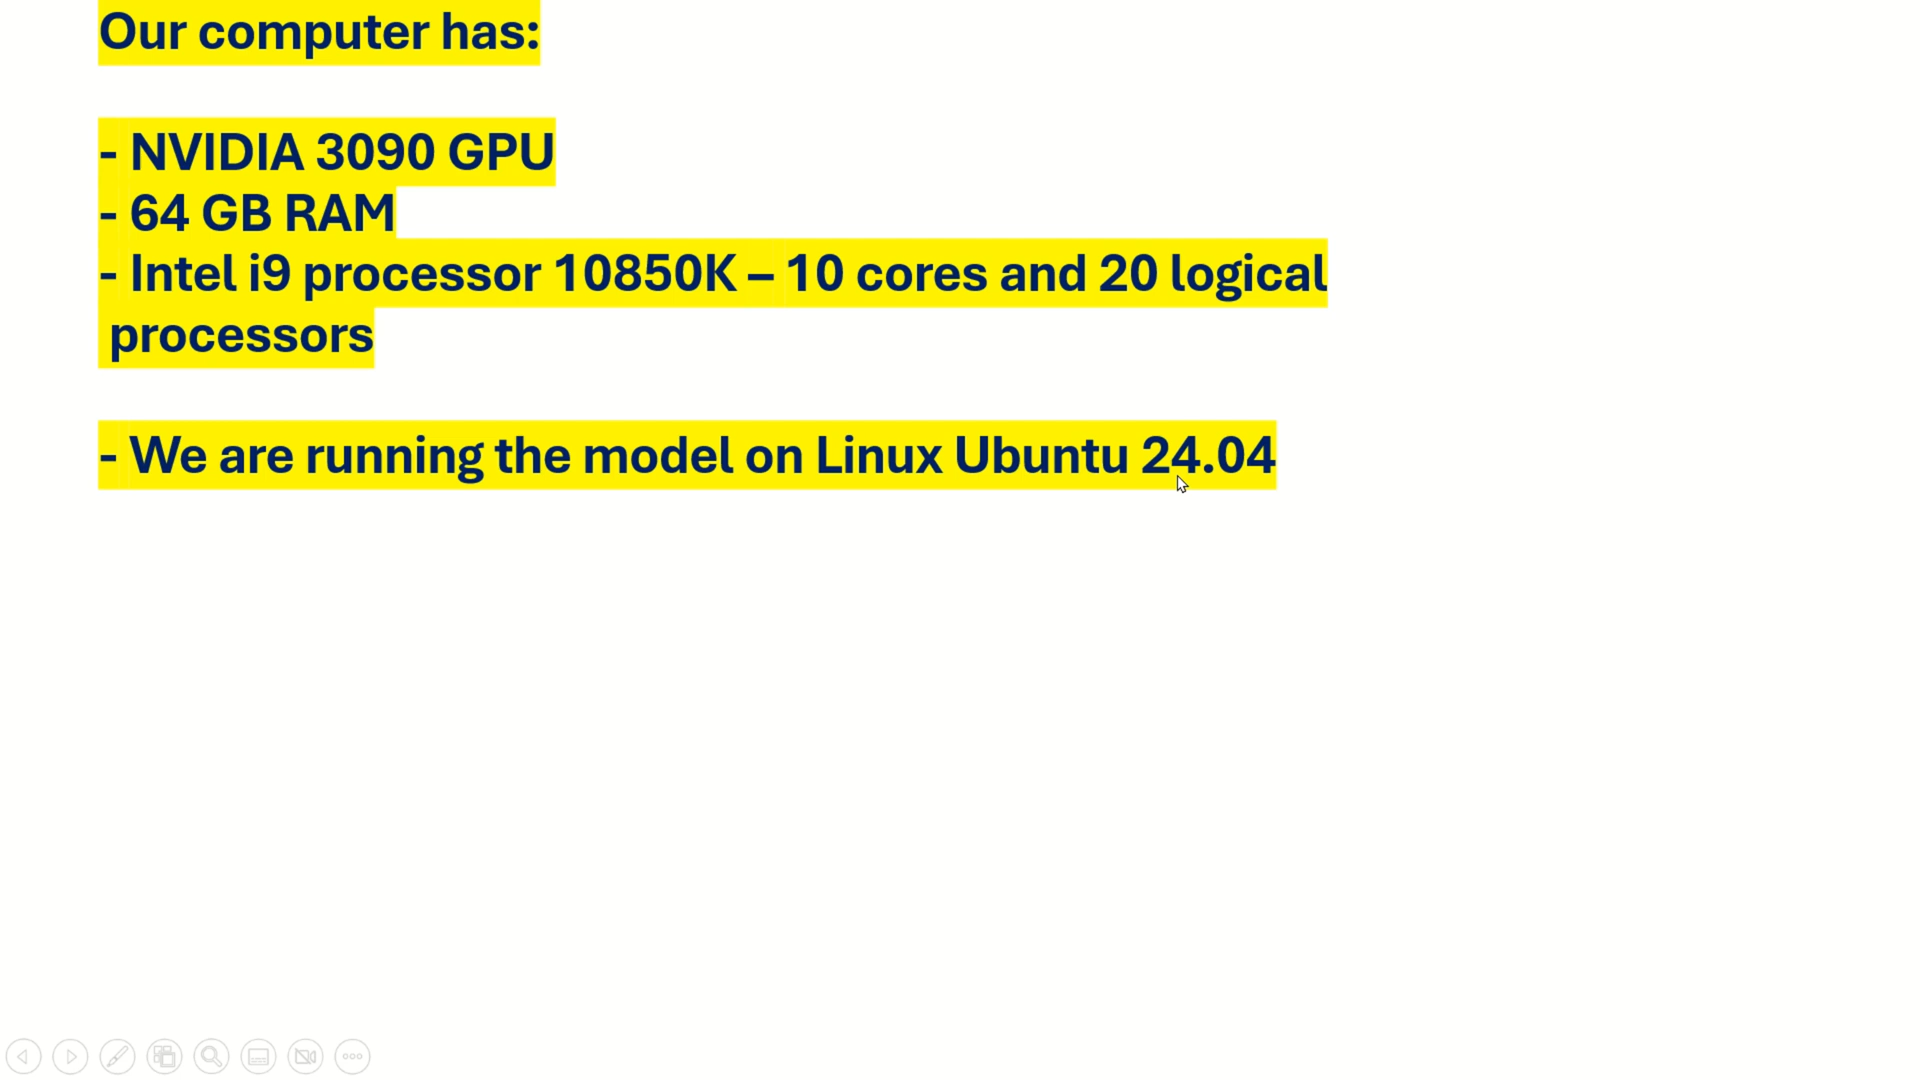 Our computer has:
- NVIDIA 3090 GPU
- 64 GB RAM
- Intel i9 processor 10850K – 10 cores and 20 logical
processors
- We are running the model on Linux Ubuntu 24.04